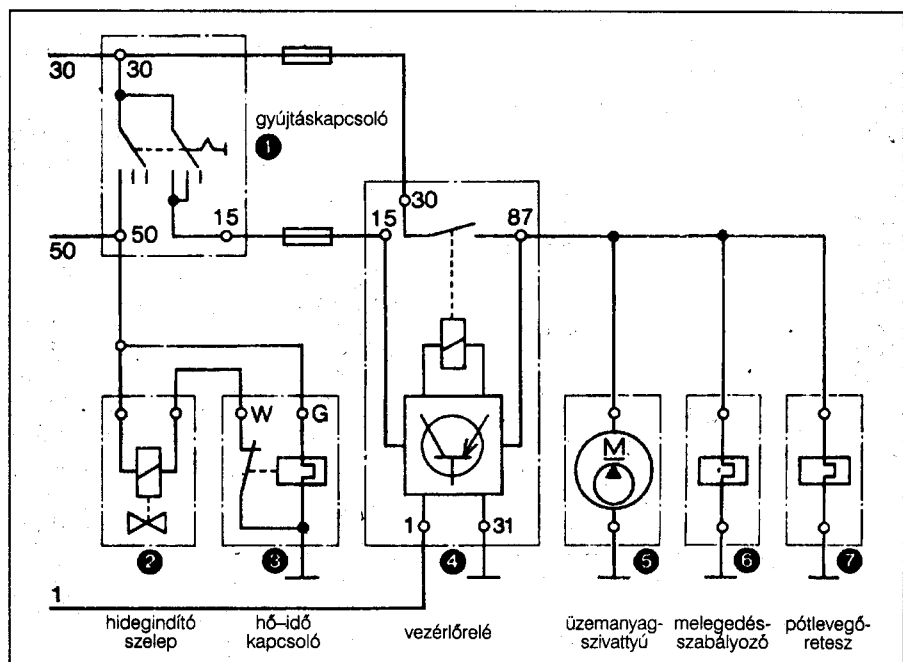 30
30
gyújtáskapcsoló
1
30
15
15
87
50
50
W
G
M
1
31
2
3
4
5
6
7
1
hidegindító
szelep
hő–idő
kapcsoló
vezérlőrelé
üzemanyag-
szivattyú
melegedés-
szabályozó
pótlevegő-
retesz